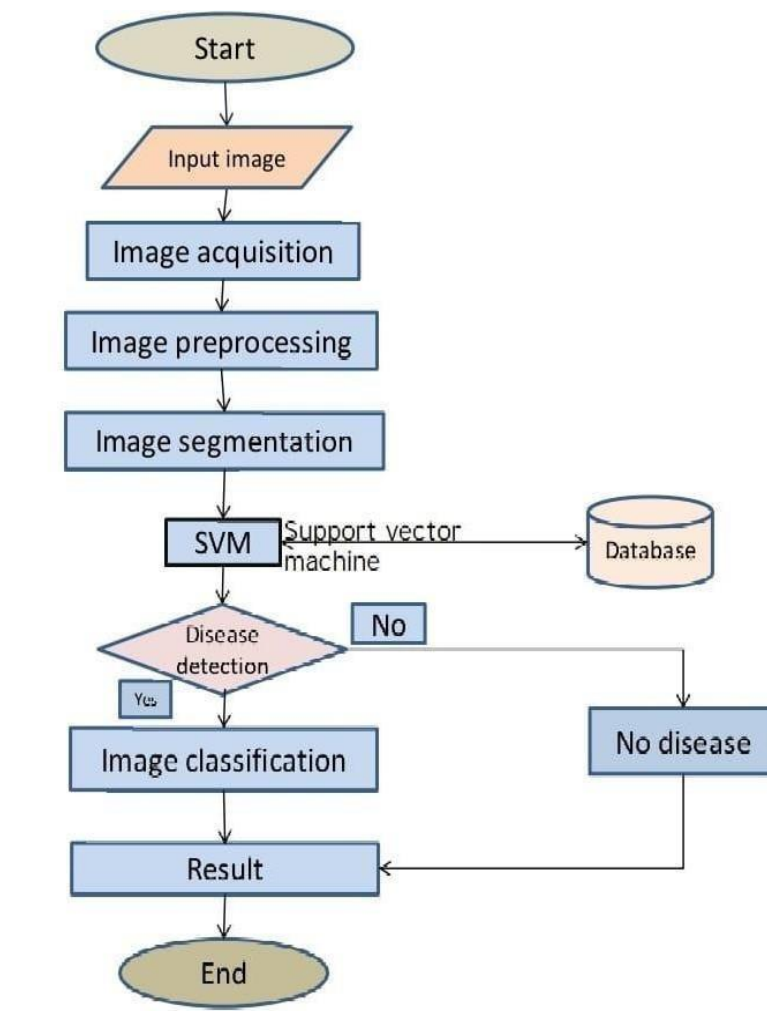 Start
Input image
Image acquisition
Image preprocessing
Image segmentation
SVM
Support vector
machine
Database
Disease
detection
No
Yes
No disease
Image classification
Result
End